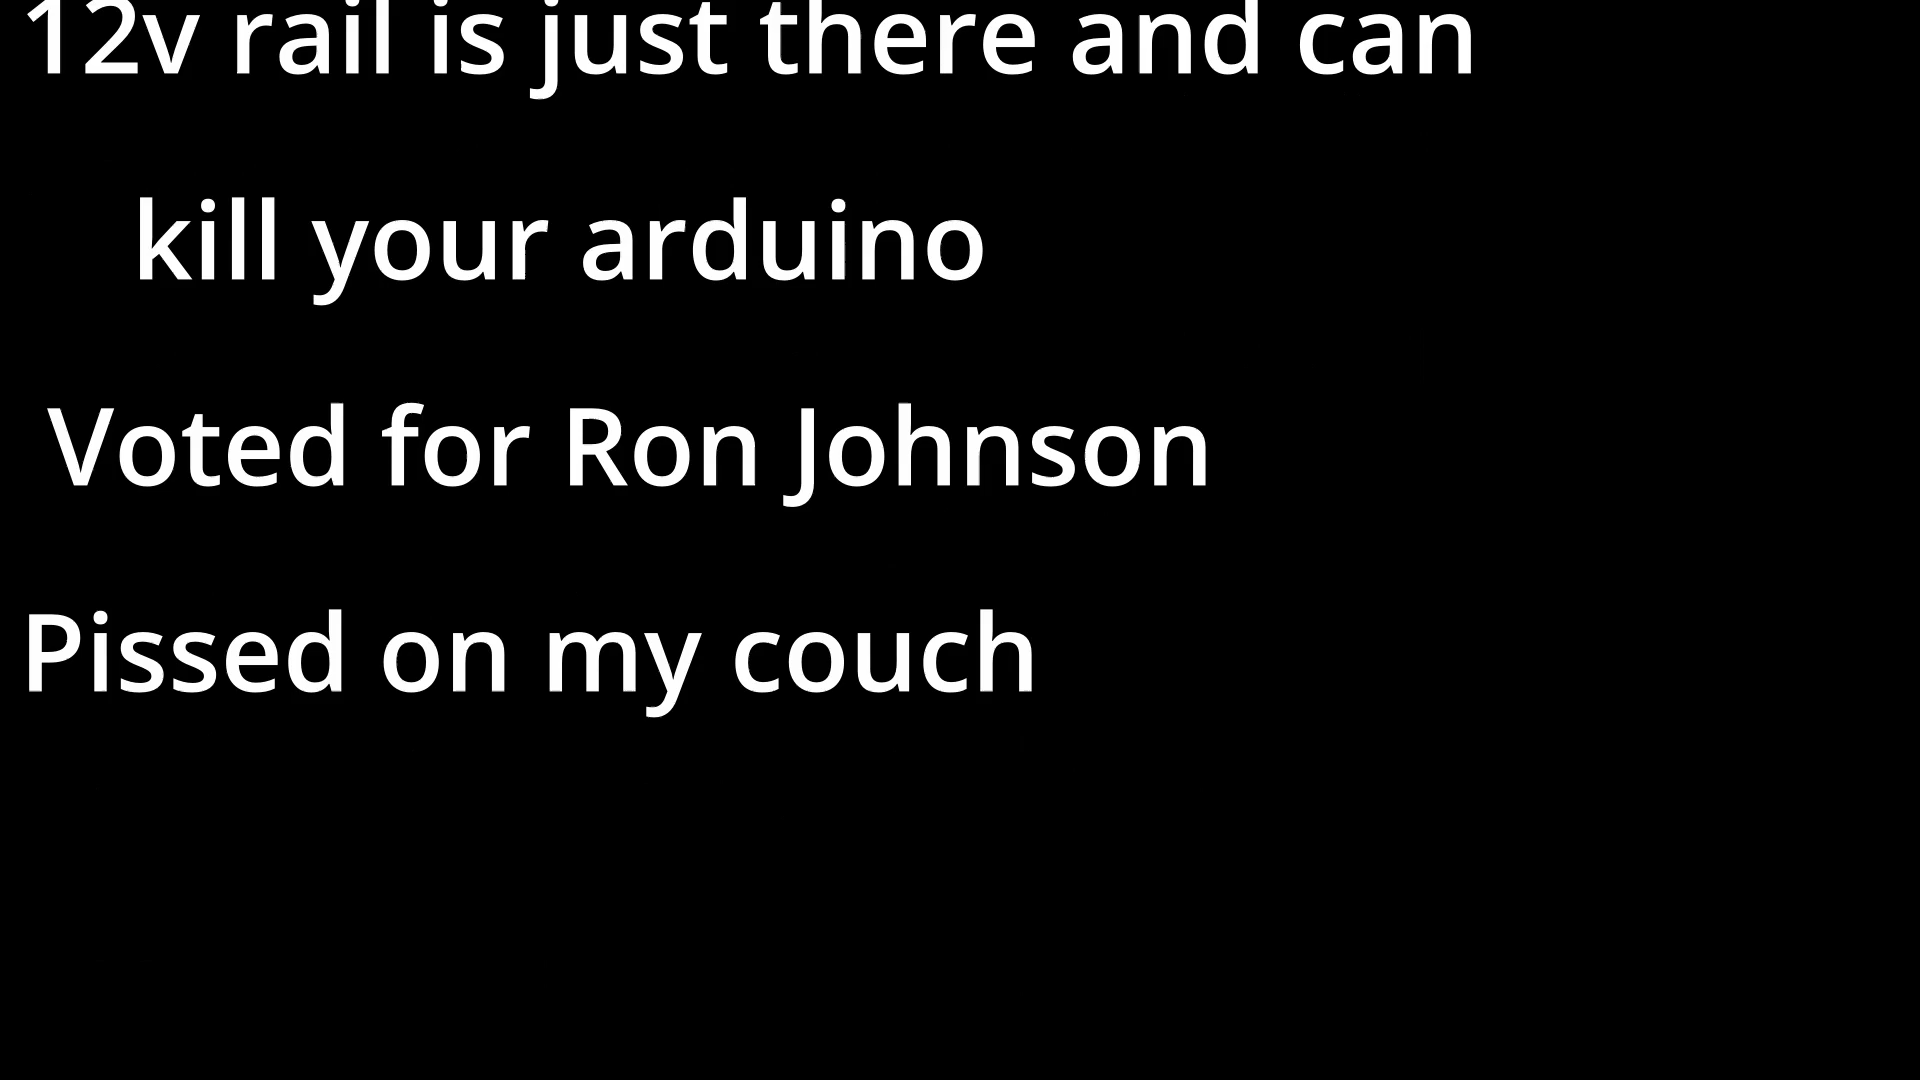 12v rail is just there and can
kill your arduino
Voted for Ron Johnson
Pissed on my couch